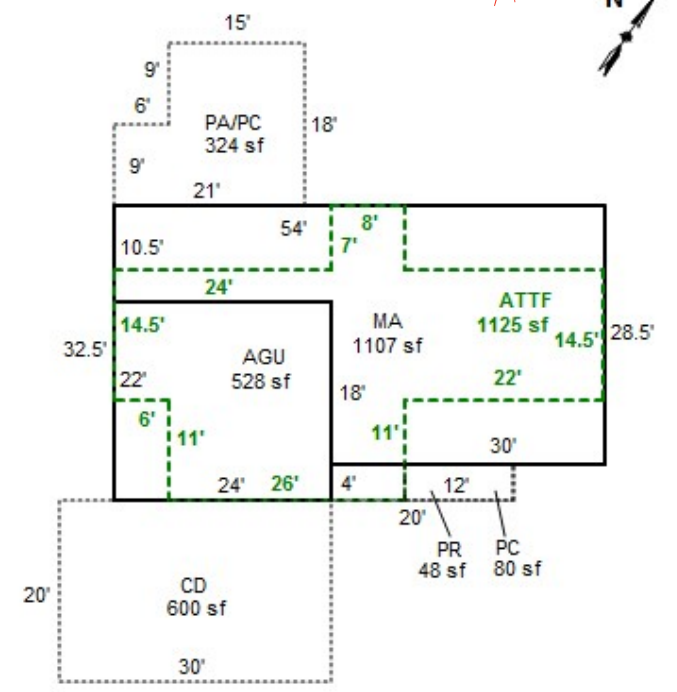 N
15'
9'
6'
PA/PC
324 sf
18'
9'
21'
54'
8'
7'
10.5'
24'
ATTF
1125 sf
14.5'
MA
1107 sf
14.5'
28.5'
32.5'
AGU
528 sf
22'
18'
22'
6'
11'
11'
30'
24'
26'
4'
12'
20'
PR
48 sf
PC
80 sf
20'
CD
600 sf
30'